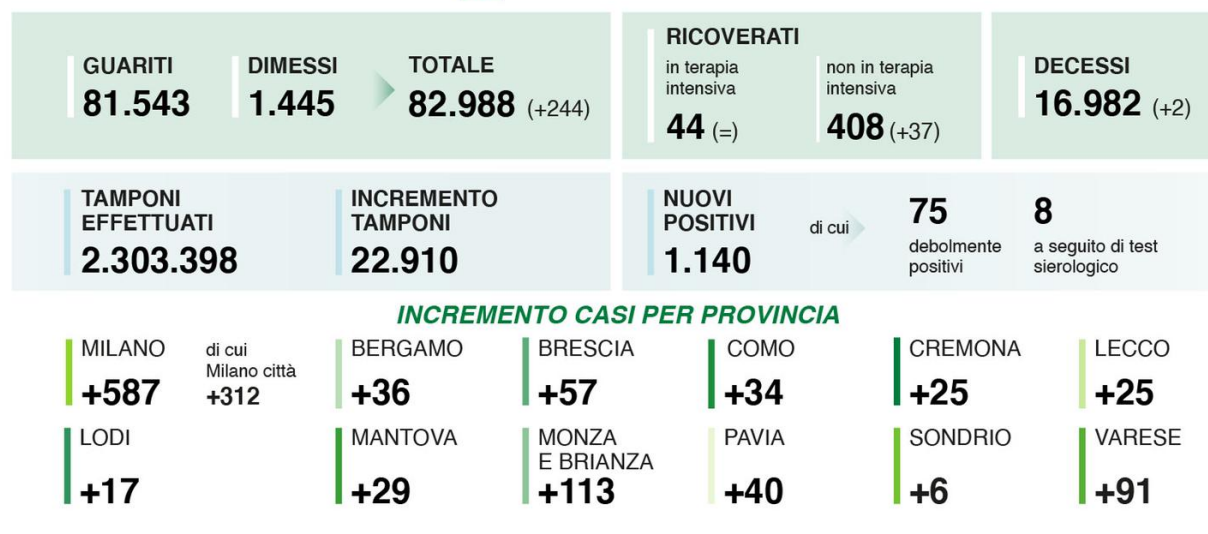 GUARITI
81.543
DIMESSI
1.445
TOTALE
82.988 (+244)
RICOVERATI
in terapia
intensiva
44 (=)
non in terapia
intensiva
408 (+37)
DECESSI
16.982 (+2)
TAMPONI
EFFETTUATI
2.303.398
INCREMENTO
TAMPONI
22.910
NUOVI
POSITIVI
1.140
di cui
75
debolmente
positivi
8
a seguito di test
sierologico
INCREMENTO CASI PER PROVINCIA
MILANO
+587
di cui
Milano città
+312
BERGAMO
+36
BRESCIA
+57
COMO
+34
CREMONA
+25
LECCO
+25
LODI
+17
MANTOVA
+29
MONZA
E BRIANZA
+113
PAVIA
+40
SONDRIO
+6
VARESE
+91